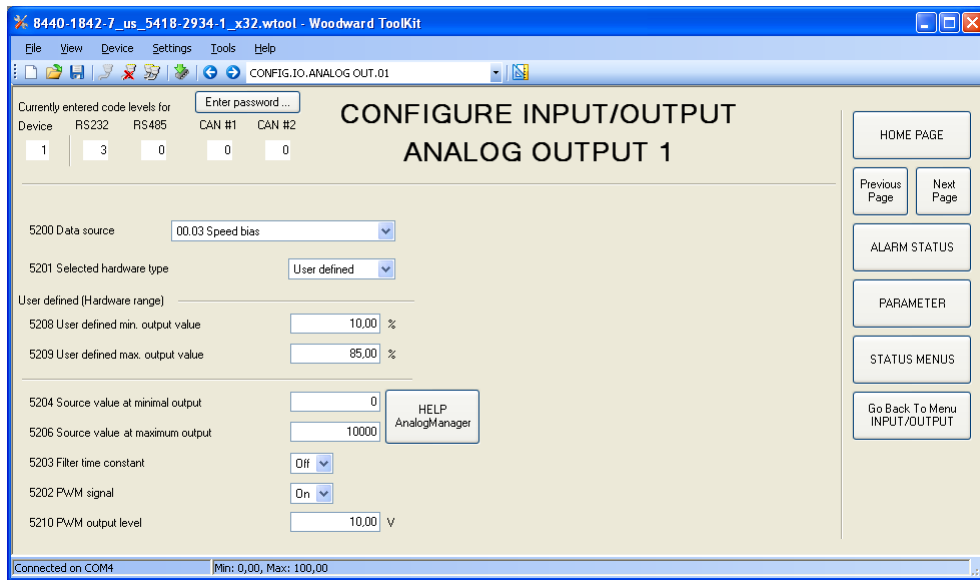 8440-1842-7_us_5418-2934-1_x32.wtool - Woodward ToolKit
File View Device Settings Tools Help
CONFIG.IO.ANALOG OUT.01
Currently entered code levels for Enter password ...
Device RS232 RS485 CAN #1 CAN #2
1 3 0 0 0
CONFIGURE INPUT/OUTPUT
ANALOG OUTPUT 1
HOME PAGE
Previous Page
Next Page
ALARM STATUS
PARAMETER
STATUS MENUS
Go Back To Menu
INPUT/OUTPUT
5200 Data source 00.03 Speed bias
5201 Selected hardware type User defined
User defined (Hardware range)
5208 User defined min. output value 10,00 %
5209 User defined max. output value 85,00 %
5204 Source value at minimal output 0
5206 Source value at maximum output 10000
HELP
AnalogManager
5203 Filter time constant Off
5202 PWM signal On
5210 PWM output level 10,00 V
Connected on COM4 Min: 0,00, Max: 100,00